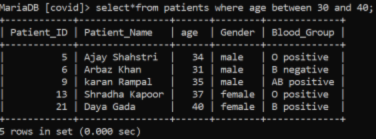 MariaDB [covid]> select*from patients where age between 30 and 40;
+------------+----------------+------+--------+-------------+
| Patient_ID | Patient_Name | age | Gender | Blood_Group |
+------------+----------------+------+--------+-------------+
| 5 | Ajay Shahstri | 34 | male | O positive |
| 6 | Arbaz Khan | 31 | male | B negative |
| 9 | karan Rampal | 35 | male | AB positive |
| 13 | Shradha Kapoor | 37 | female | O positive |
| 21 | Daya Gada | 40 | female | B positive |
+------------+----------------+------+--------+-------------+
5 rows in set (0.000 sec)